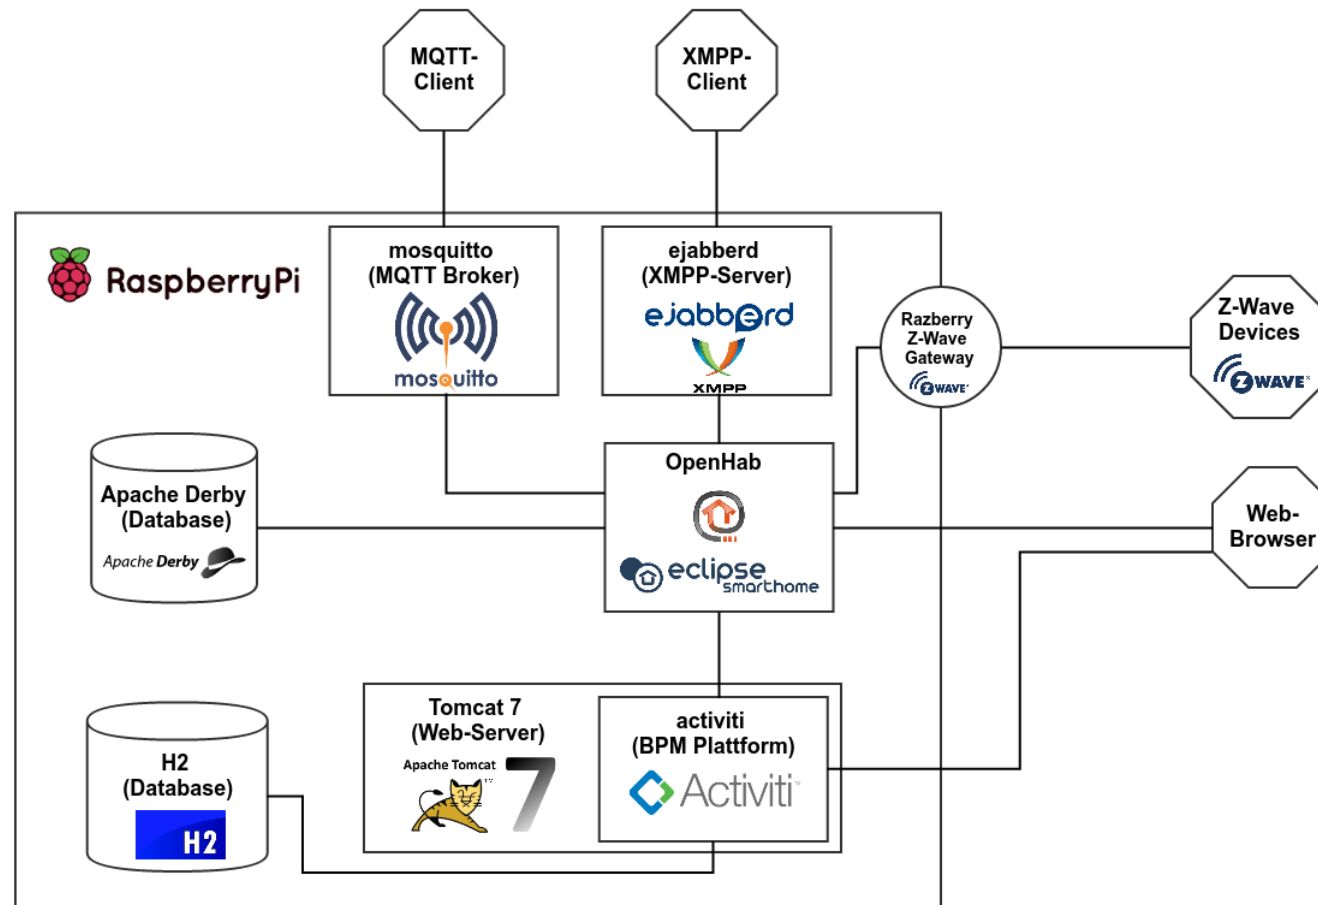 MQTT-
Client
XMPP-
Client
RaspberryPi
mosquitto
(MQTT Broker)
mosquitto
ejabberd
(XMPP-Server)
ejabberd
XMPP
Razberry
Z-Wave
Gateway
Z WAVE
Z-Wave
Devices
Z WAVE
Apache Derby
(Database)
Apache Derby
OpenHab
eclipse
smarthome
Web-
Browser
H2
(Database)
H2
Tomcat 7
(Web-Server)
Apache Tomcat
TM
7
activiti
(BPM Plattform)
Activiti